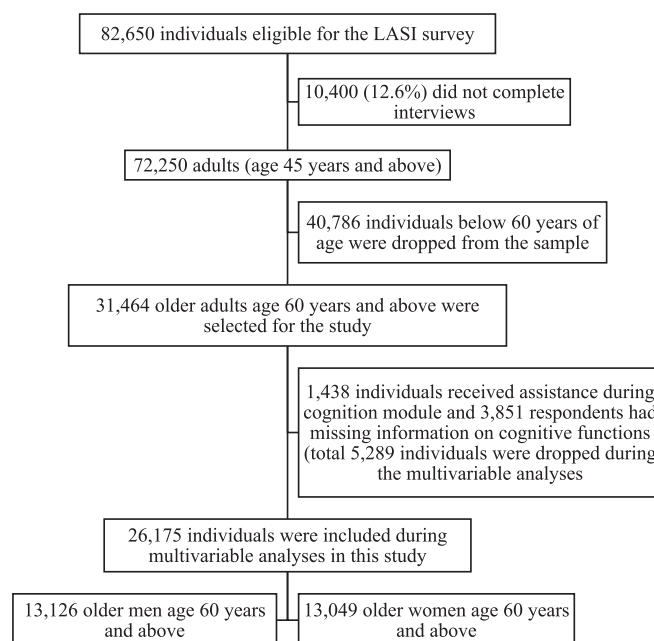 82,650 individuals eligible for the LASI survey
10,400 (12.6%) did not complete
interviews
72,250 adults (age 45 years and above)
40,786 individuals below 60 years of
age were dropped from the sample
31,464 older adults age 60 years and above were
selected for the study
1,438 individuals received assistance during
cognition module and 3,851 respondents had
missing information on cognitive functions
(total 5,289 individuals were dropped during
the multivariable analyses
26,175 individuals were included during
multivariable analyses in this study
13,126 older men age 60 years
and above
13,049 older women age 60 years
and above